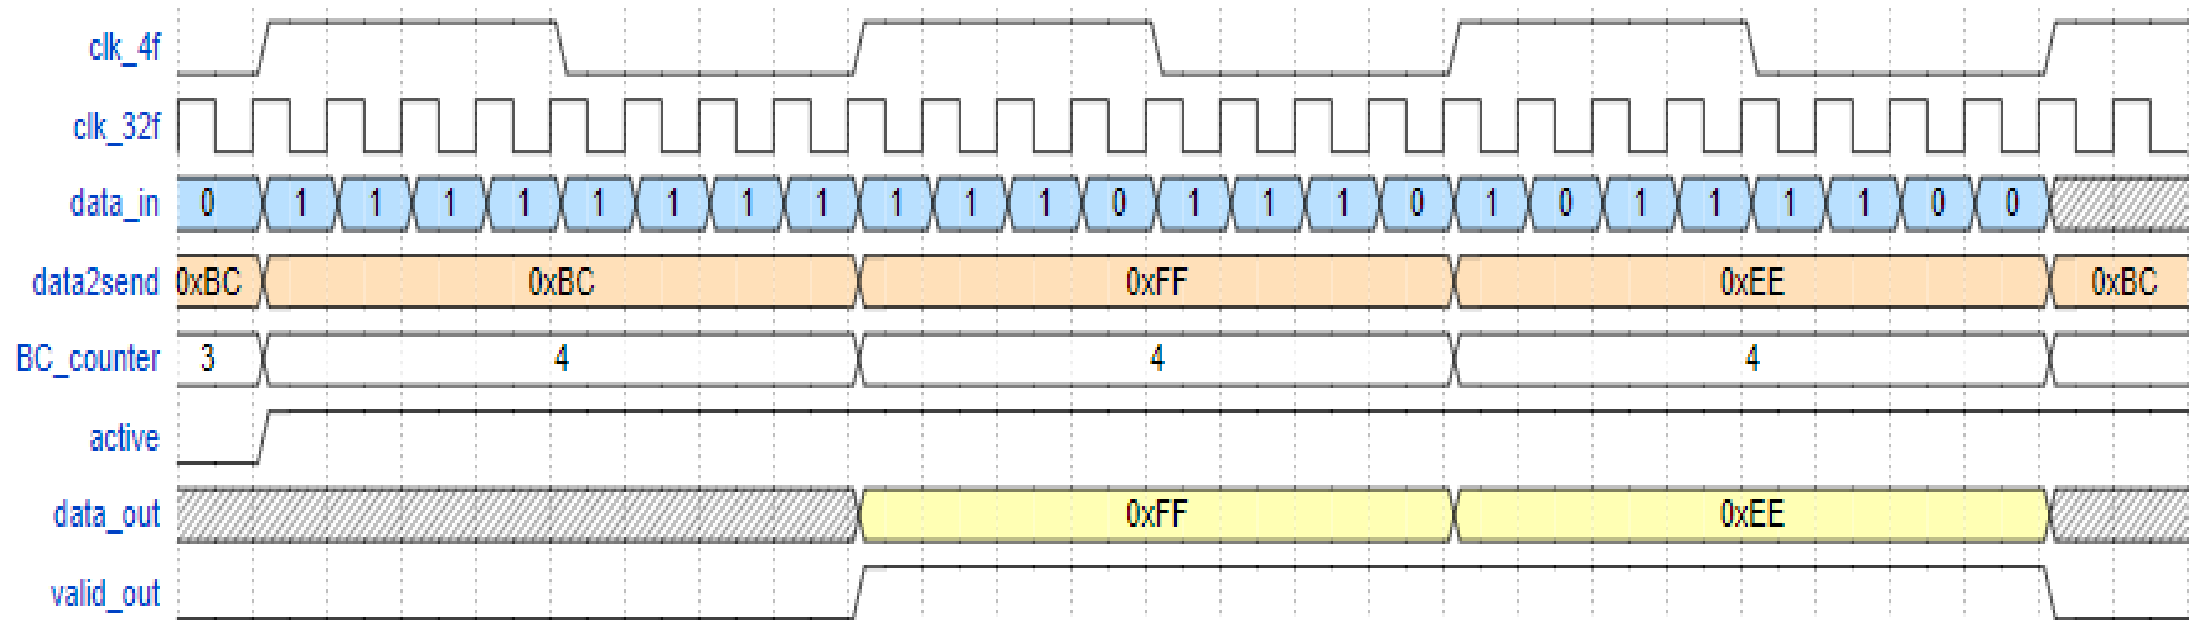 clk_4f
clk_32f
data_in 0 1 1 1 1 1 1 1 1 1 1 1 0 1 1 1 0 1 0 1 1 1 1 0 0
data2send 0xBC 0xBC 0xFF 0xEE 0xBC
BC_counter 3 4 4 4
active
data_out 0xFF 0xEE
valid_out